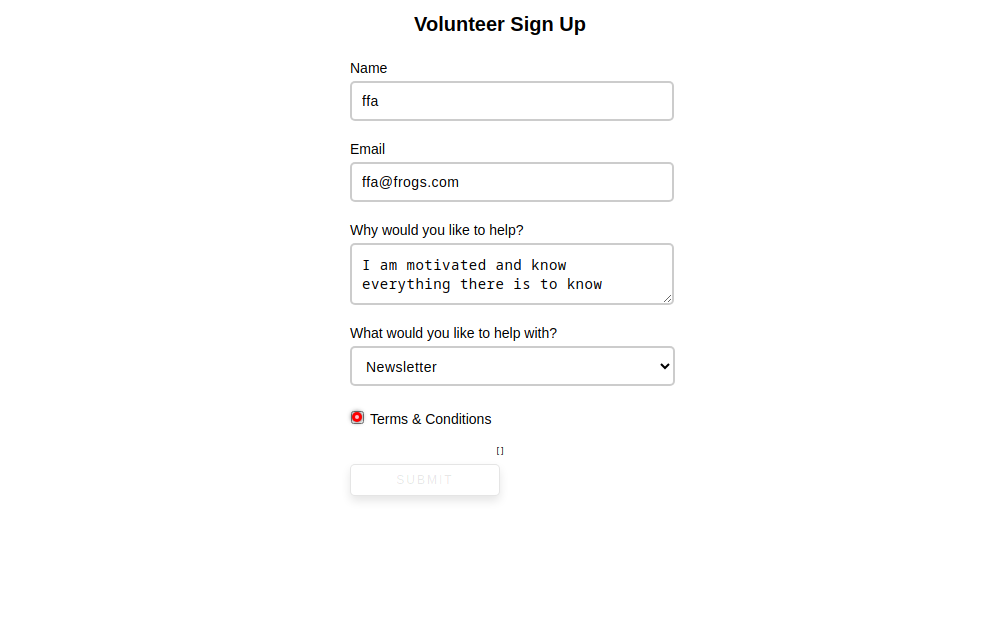 Volunteer Sign Up
Name
ffa
Email
ffa@frogs.com
Why would you like to help?
I am motivated and know
everything there is to know
What would you like to help with?
Newsletter
Terms & Conditions
[]
SUBMIT